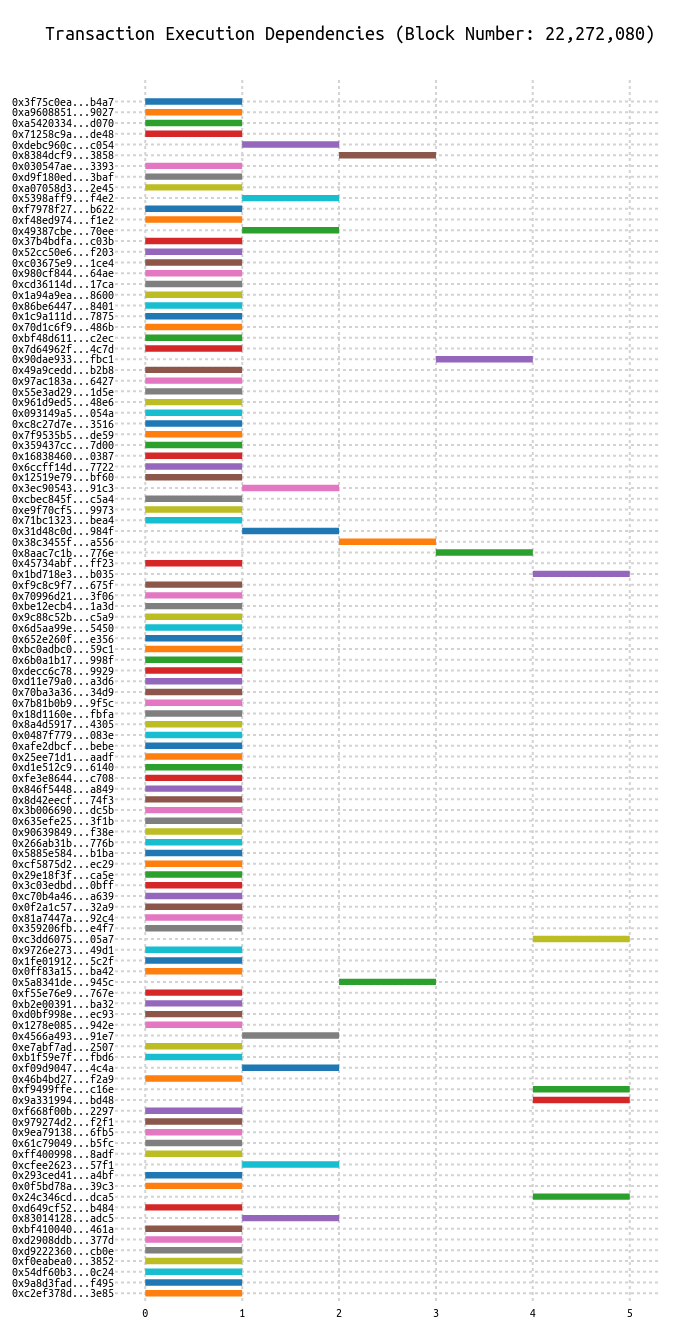 Transaction Execution Dependencies (Block Number: 22,272,080)
0x3f75c0ea...b4a7
0xa9608851...9027
0xa5420334...d070
0x71258c9a...de48
0xdebc960c...c054
0x8384dcf9...3858
0x030547ae...3393
0xd9f180ed...3baf
0xa07058d3...2e45
0x5398aff9...f4e2
0xf7978f27...b622
0xf48ed974...f1e2
0x49387cbe...70ee
0x37b4bdfa...c03b
0x52cc50e6...f203
0xc03675e9...1ce4
0x980cf844...64ae
0xcd36114d...17ca
0x1a94a9ea...8600
0x86be6447...8401
0x1c9a111d...7875
0x70d1c6f9...486b
0xbf48d611...c2ec
0x7d64962f...4c7d
0x90dae933...fbc1
0x49a9cedd...b2b8
0x97ac183a...6427
0x55e3ad29...1d5e
0x961d9ed5...48e6
0x093149a5...054a
0xc8c27d7e...3516
0x7f9535b5...de59
0x359437cc...7d00
0x16838460...0387
0x6ccff14d...7722
0x12519e79...bf60
0x3ec90543...91c3
0xcbec845f...c5a4
0xe9f70cf5...9973
0x71bc1323...bea4
0x31d48c0d...984f
0x38c3455f...a556
0x8aac7c1b...776e
0x45734abf...ff23
0x1bd718e3...b035
0xf9c8c9f7...675f
0x70996d21...3f06
0xbe12ecb4...1a3d
0x9c88c52b...c5a9
0x6d5aa99e...5450
0x652e260f...e356
0xbc0adbc0...59c1
0x6b0a1b17...998f
0xdecc6c78...9929
0xd11e79a0...a3d6
0x70ba3a36...34d9
0x7b81b0b9...9f5c
0x18d1160e...fbfa
0x8a4d5917...4305
0x0487f779...083e
0xafe2dbcf...bebe
0x25ee71d1...aadf
0xd1e512c9...6140
0xfe3e8644...c708
0x846f5448...a849
0x8d42eecf...74f3
0x3b006690...dc5b
0x635efe25...3f1b
0x90639849...f38e
0x266ab31b...776b
0x5885e584...b1ba
0xcf5875d2...ec29
0x29e18f3f...ca5e
0x3c03edbd...0bff
0xc70b4a46...a639
0x0f2a1c57...32a9
0x81a7447a...92c4
0x359206fb...e4f7
0xc3dd6075...05a7
0x9726e273...49d1
0x1fe01912...5c2f
0x0ff83a15...ba42
0x5a8341de...945c
0xf55e76e9...767e
0xb2e00391...ba32
0xd0bf998e...ec93
0x1278e085...942e
0x4566a493...91e7
0xe7abf7ad...2507
0xb1f59e7f...fbd6
0xf09d9047...4c4a
0x46b4bd27...f2a9
0xf9499ffe...c16e
0x9a331994...bd48
0xf668f00b...2297
0x979274d2...f2f1
0x9ea79138...6fb5
0x61c79049...b5fc
0xff400998...8adf
0xcfee2623...57f1
0x293ced41...a4bf
0x0f5bd78a...39c3
0x24c346cd...dca5
0xd649cf52...b484
0x83014128...adc5
0xbf410040...461a
0xd2908ddb...377d
0xd9222360...cb0e
0xf0eabea0...3852
0x54df60b3...0c24
0x9a8d3fad...f495
0xc2ef378d...3e85
0 1 2 3 4 5